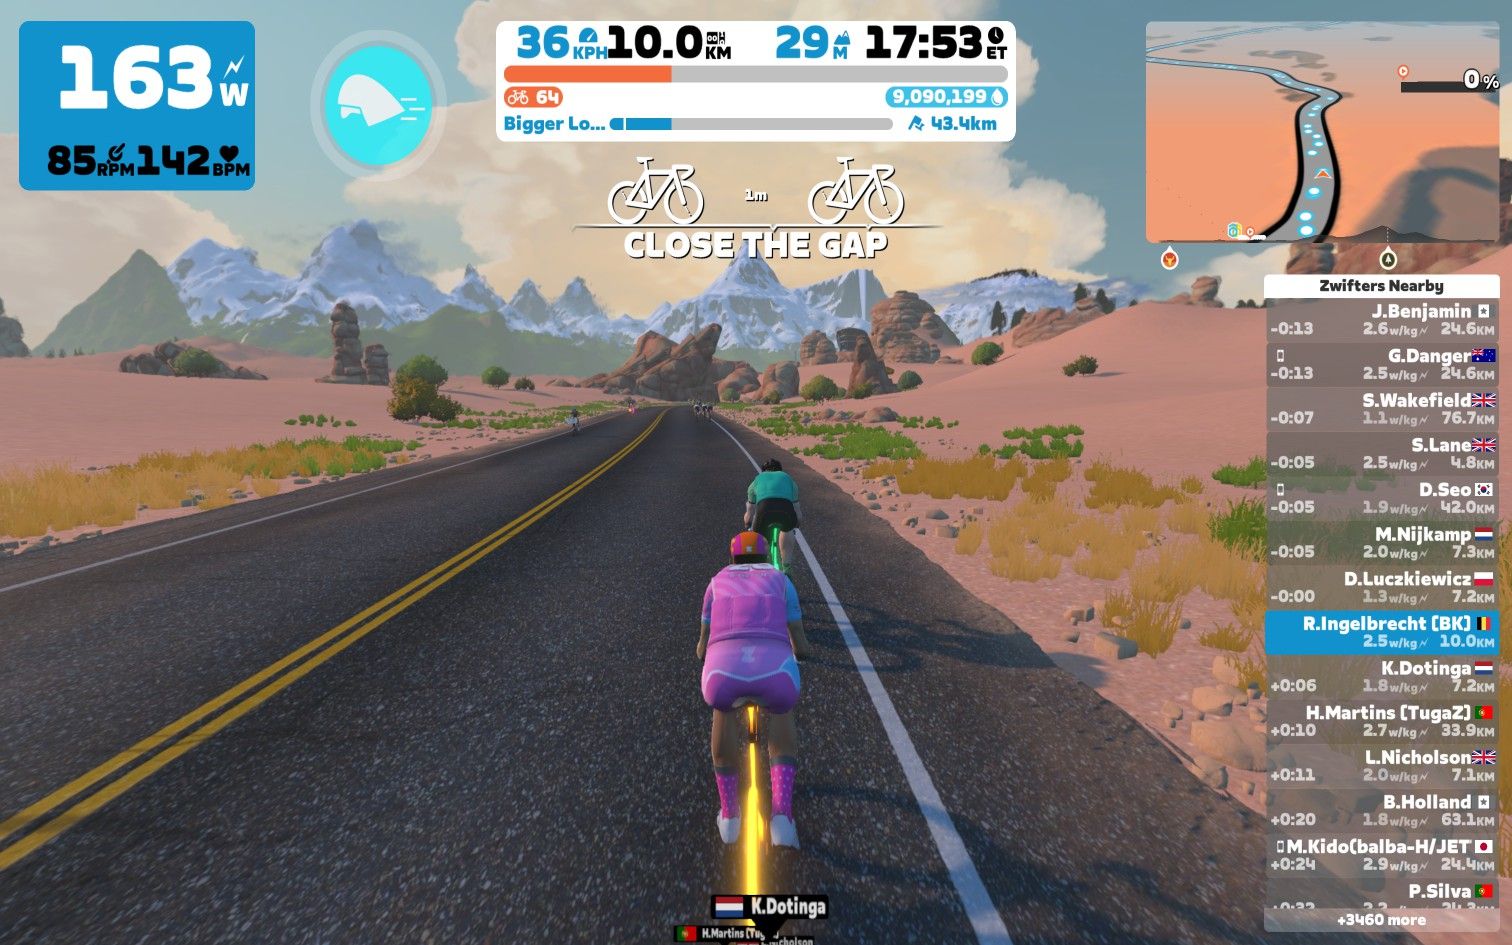 163 W
85 RPM 142 BPM
36 KPH 10.0 KM 29 M 17:53 ET
64 9,090,199
Bigger Lo... 43.4km
1m
CLOSE THE GAP
0 %
Zwifters Nearby
J.Benjamin
-0:13 2.6w/kg 24.6KM
G.Danger
-0:13 2.5w/kg 24.6KM
S.Wakefield
-0:07 1.1w/kg 76.7KM
S.Lane
-0:05 2.5w/kg 4.8KM
D.Seo
-0:05 1.9w/kg 42.0KM
M.Nijkamp
-0:05 2.0w/kg 7.3KM
D.Luczkiewicz
-0:00 1.3w/kg 7.2KM
R.Ingelbrecht (BK)
2.5w/kg 10.0KM
K.Dotinga
+0:06 1.8w/kg 7.2KM
H.Martins (TugaZ)
+0:10 2.7w/kg 33.9KM
L.Nicholson
+0:11 2.0w/kg 7.1KM
B.Holland
+0:20 1.8w/kg 63.1KM
M.Kido(balba-H/JET
+0:24 2.9w/kg 24.4KM
P.Silva
+3460 more
K.Dotinga
H.Martins (Tug